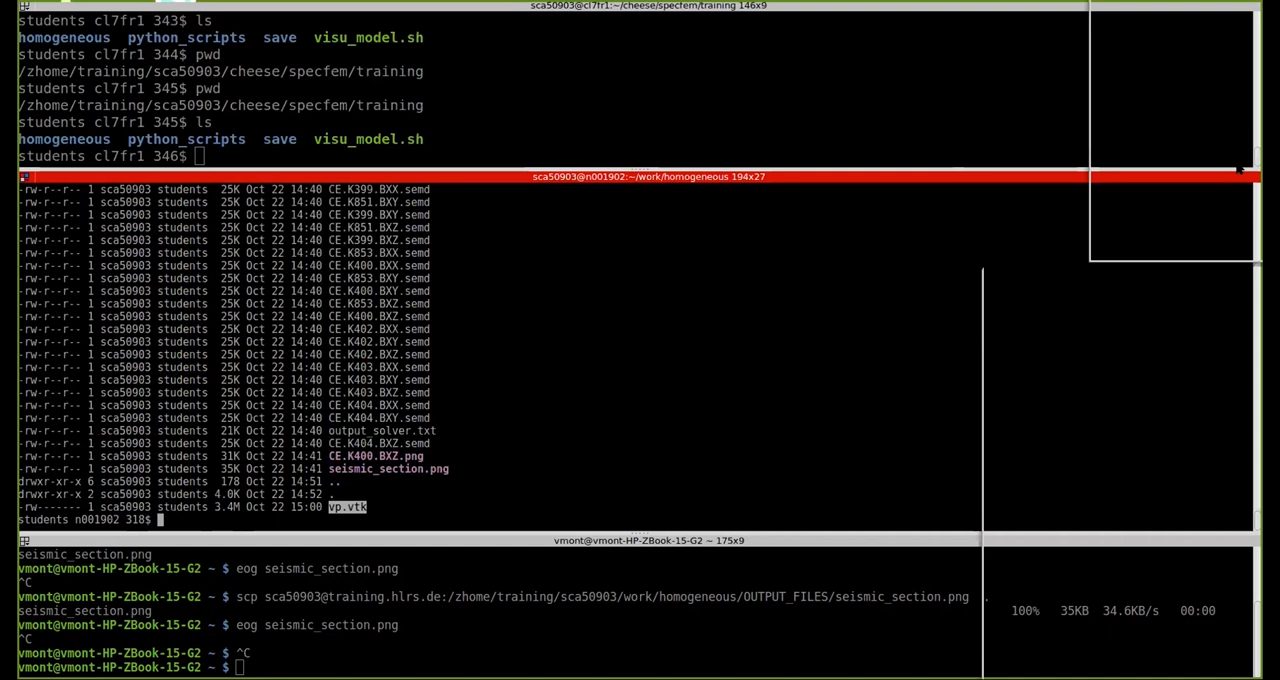 sca50903@cl7fr1:~/cheese/specfem/training 146x9
students cl7fr1 343$ ls
homogeneous  python_scripts  save  visu_model.sh
students cl7fr1 344$ pwd
/zhome/training/sca50903/cheese/specfem/training
students cl7fr1 345$ pwd
/zhome/training/sca50903/cheese/specfem/training
students cl7fr1 345$ ls
homogeneous  python_scripts  save  visu_model.sh
students cl7fr1 346$
sca50903@n001902:~/work/homogeneous 194x27
-rw-r--r-- 1 sca50903 students  25K Oct 22 14:40 CE.K399.BXX.semd
-rw-r--r-- 1 sca50903 students  25K Oct 22 14:40 CE.K851.BXY.semd
-rw-r--r-- 1 sca50903 students  25K Oct 22 14:40 CE.K399.BXY.semd
-rw-r--r-- 1 sca50903 students  25K Oct 22 14:40 CE.K851.BXZ.semd
-rw-r--r-- 1 sca50903 students  25K Oct 22 14:40 CE.K399.BXZ.semd
-rw-r--r-- 1 sca50903 students  25K Oct 22 14:40 CE.K853.BXX.semd
-rw-r--r-- 1 sca50903 students  25K Oct 22 14:40 CE.K400.BXX.semd
-rw-r--r-- 1 sca50903 students  25K Oct 22 14:40 CE.K853.BXY.semd
-rw-r--r-- 1 sca50903 students  25K Oct 22 14:40 CE.K400.BXY.semd
-rw-r--r-- 1 sca50903 students  25K Oct 22 14:40 CE.K853.BXZ.semd
-rw-r--r-- 1 sca50903 students  25K Oct 22 14:40 CE.K400.BXZ.semd
-rw-r--r-- 1 sca50903 students  25K Oct 22 14:40 CE.K402.BXX.semd
-rw-r--r-- 1 sca50903 students  25K Oct 22 14:40 CE.K402.BXY.semd
-rw-r--r-- 1 sca50903 students  25K Oct 22 14:40 CE.K402.BXZ.semd
-rw-r--r-- 1 sca50903 students  25K Oct 22 14:40 CE.K403.BXX.semd
-rw-r--r-- 1 sca50903 students  25K Oct 22 14:40 CE.K403.BXY.semd
-rw-r--r-- 1 sca50903 students  25K Oct 22 14:40 CE.K403.BXZ.semd
-rw-r--r-- 1 sca50903 students  25K Oct 22 14:40 CE.K404.BXX.semd
-rw-r--r-- 1 sca50903 students  25K Oct 22 14:40 CE.K404.BXY.semd
-rw-r--r-- 1 sca50903 students  21K Oct 22 14:40 output_solver.txt
-rw-r--r-- 1 sca50903 students  25K Oct 22 14:40 CE.K404.BXZ.semd
-rw-r--r-- 1 sca50903 students  31K Oct 22 14:41 CE.K400.BXZ.png
-rw-r--r-- 1 sca50903 students  35K Oct 22 14:41 seismic_section.png
drwxr-xr-x 6 sca50903 students  178 Oct 22 14:51 ..
drwxr-xr-x 2 sca50903 students 4.0K Oct 22 14:52 .
-rw------- 1 sca50903 students 3.4M Oct 22 15:00 vp.vtk
students n001902 318$
vmont@vmont-HP-ZBook-15-G2 ~ 175x9
seismic_section.png
vmont@vmont-HP-ZBook-15-G2 ~ $ eog seismic_section.png
^C
vmont@vmont-HP-ZBook-15-G2 ~ $ scp sca50903@training.hlrs.de:/zhome/training/sca50903/work/homogeneous/OUTPUT_FILES/seismic_section.png  .
seismic_section.png 100%   35KB  34.6KB/s   00:00
vmont@vmont-HP-ZBook-15-G2 ~ $ eog seismic_section.png
^C
vmont@vmont-HP-ZBook-15-G2 ~ $ ^C
vmont@vmont-HP-ZBook-15-G2 ~ $